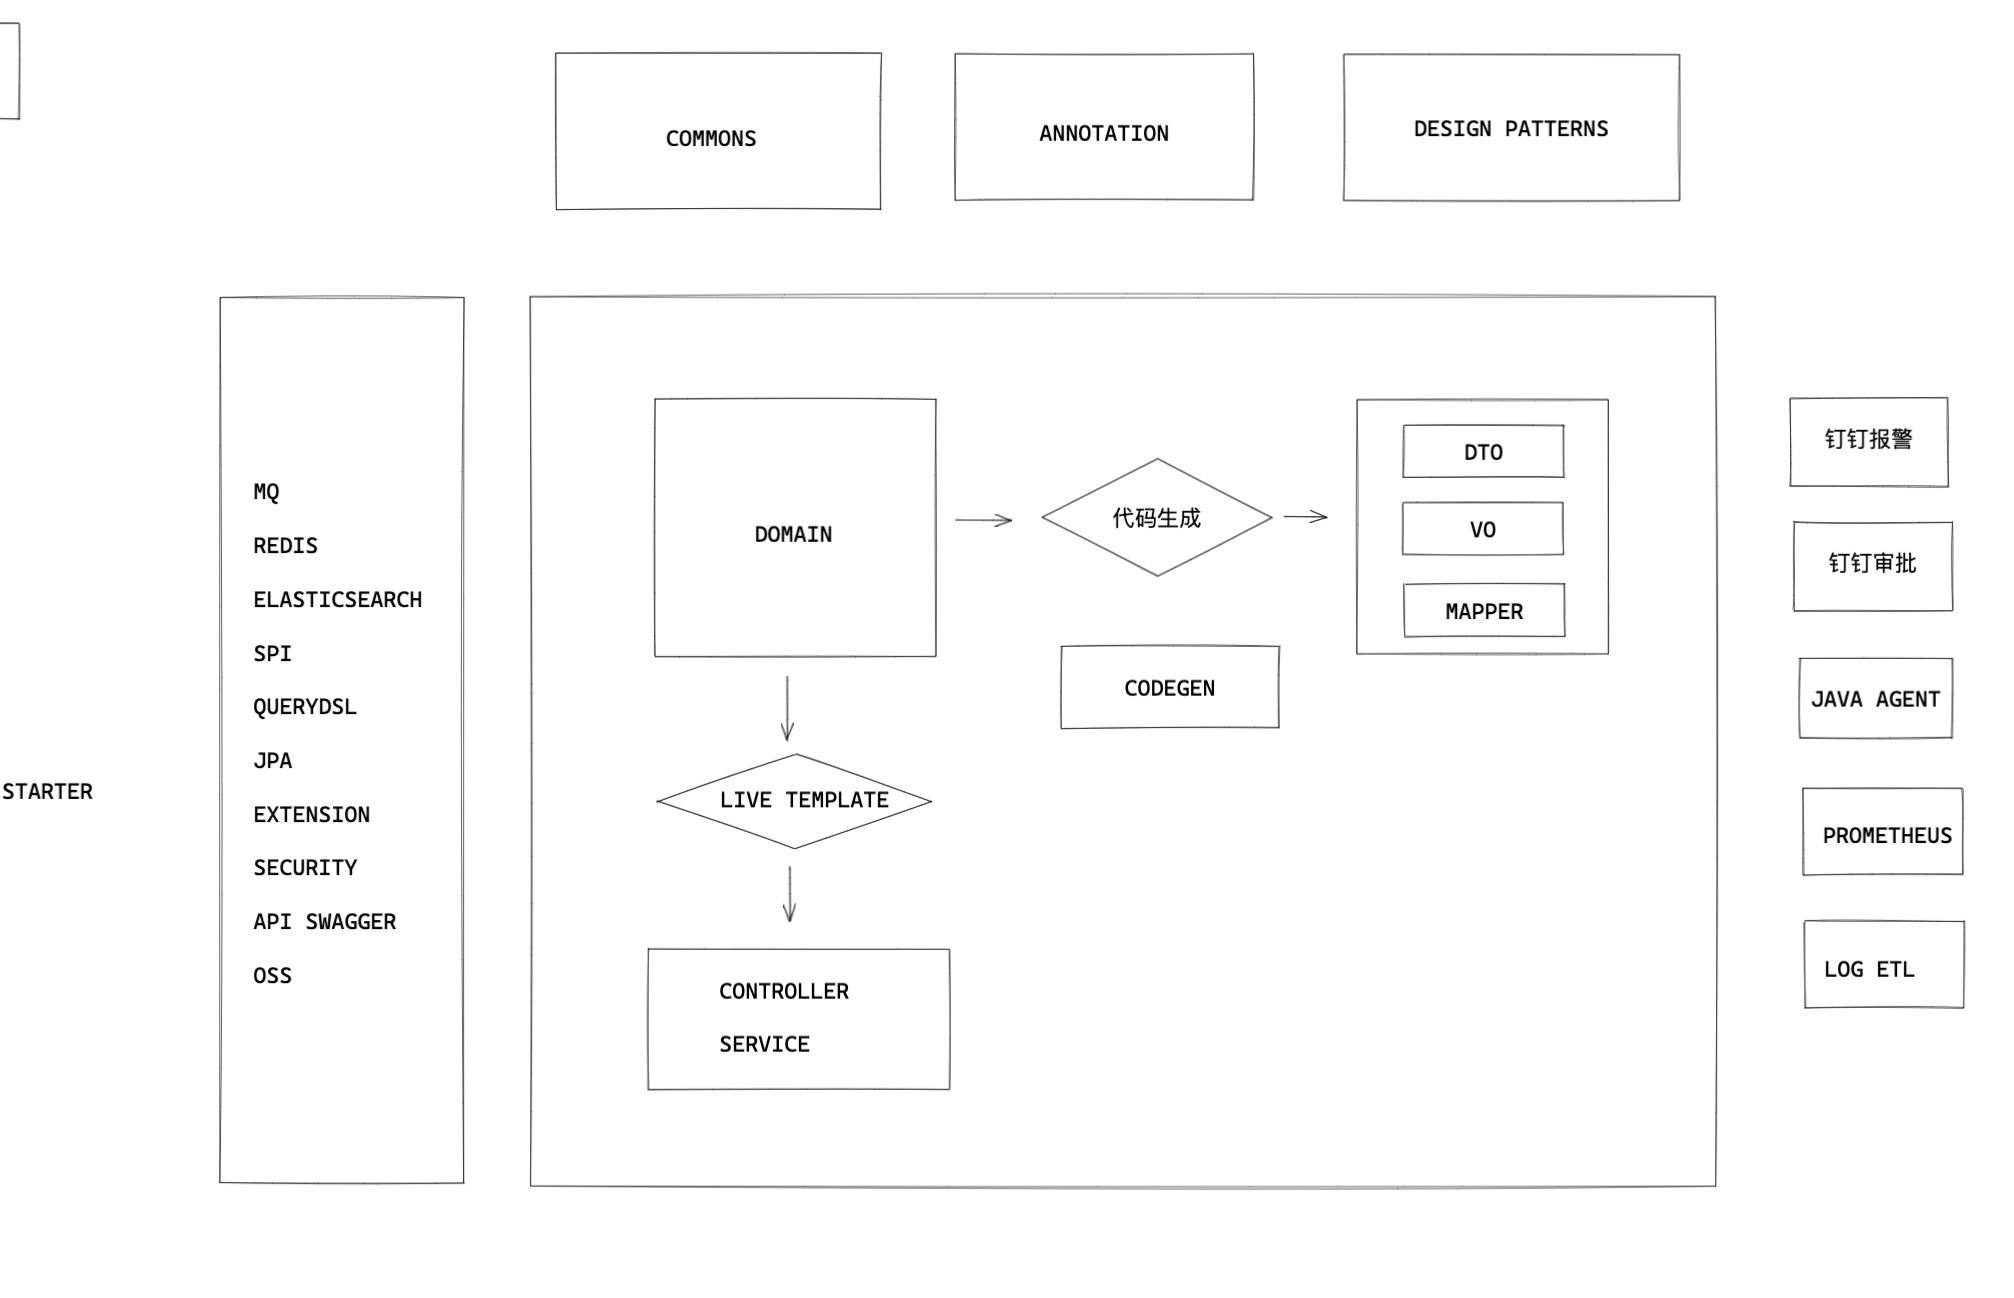 COMMONS
ANNOTATION
DESIGN PATTERNS
STARTER
MQ
REDIS
ELASTICSEARCH
SPI
QUERYDSL
JPA
EXTENSION
SECURITY
API SWAGGER
OSS
DOMAIN
代码生成
DTO
VO
MAPPER
CODEGEN
LIVE TEMPLATE
CONTROLLER
SERVICE
钉钉报警
钉钉审批
JAVA AGENT
PROMETHEUS
LOG ETL